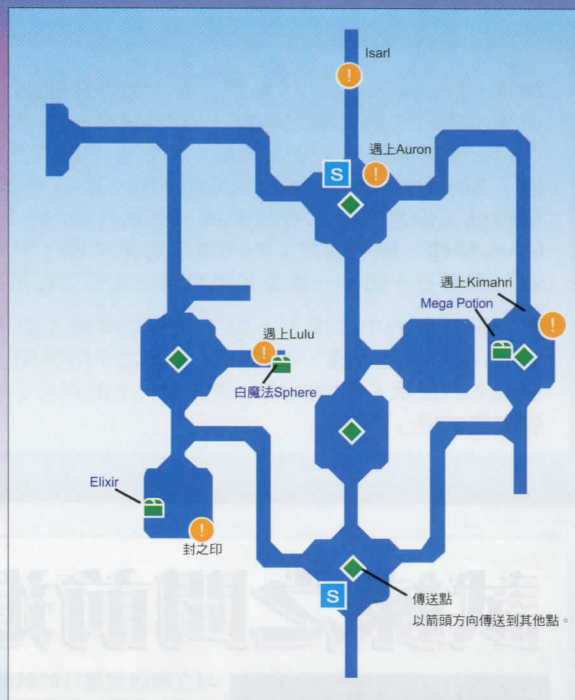 Isarl
遇上Auron
S
遇上Kimahri
Mega Potion
遇上Lulu
白魔法Sphere
Elixir
封之印
S
傳送點
以箭頭方向傳送到其他點。